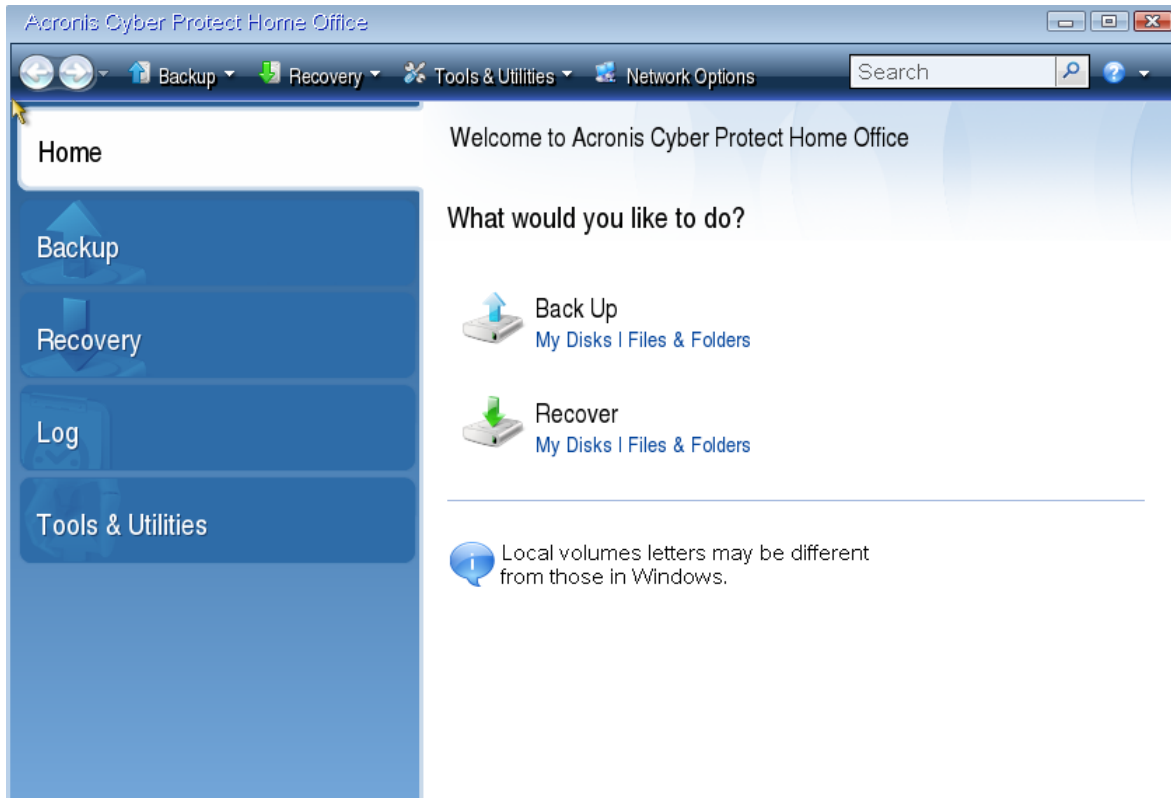 Acronis Cyber Protect Home Office
Backup Recovery Tools & Utilities Network Options Search
Home
Backup
Recovery
Log
Tools & Utilities
Welcome to Acronis Cyber Protect Home Office
What would you like to do?
Back Up
My Disks | Files & Folders
Recover
My Disks | Files & Folders
Local volumes letters may be different
from those in Windows.